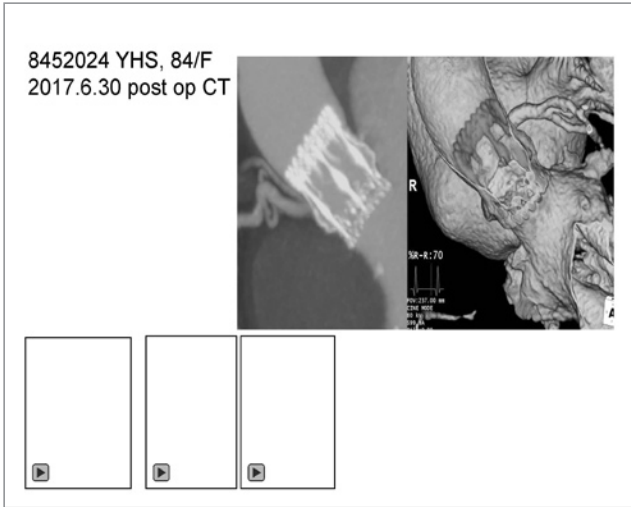 8452024 YHS, 84/F
2017.6.30 post op CT
R
%R-R:70
CINE MODE
A